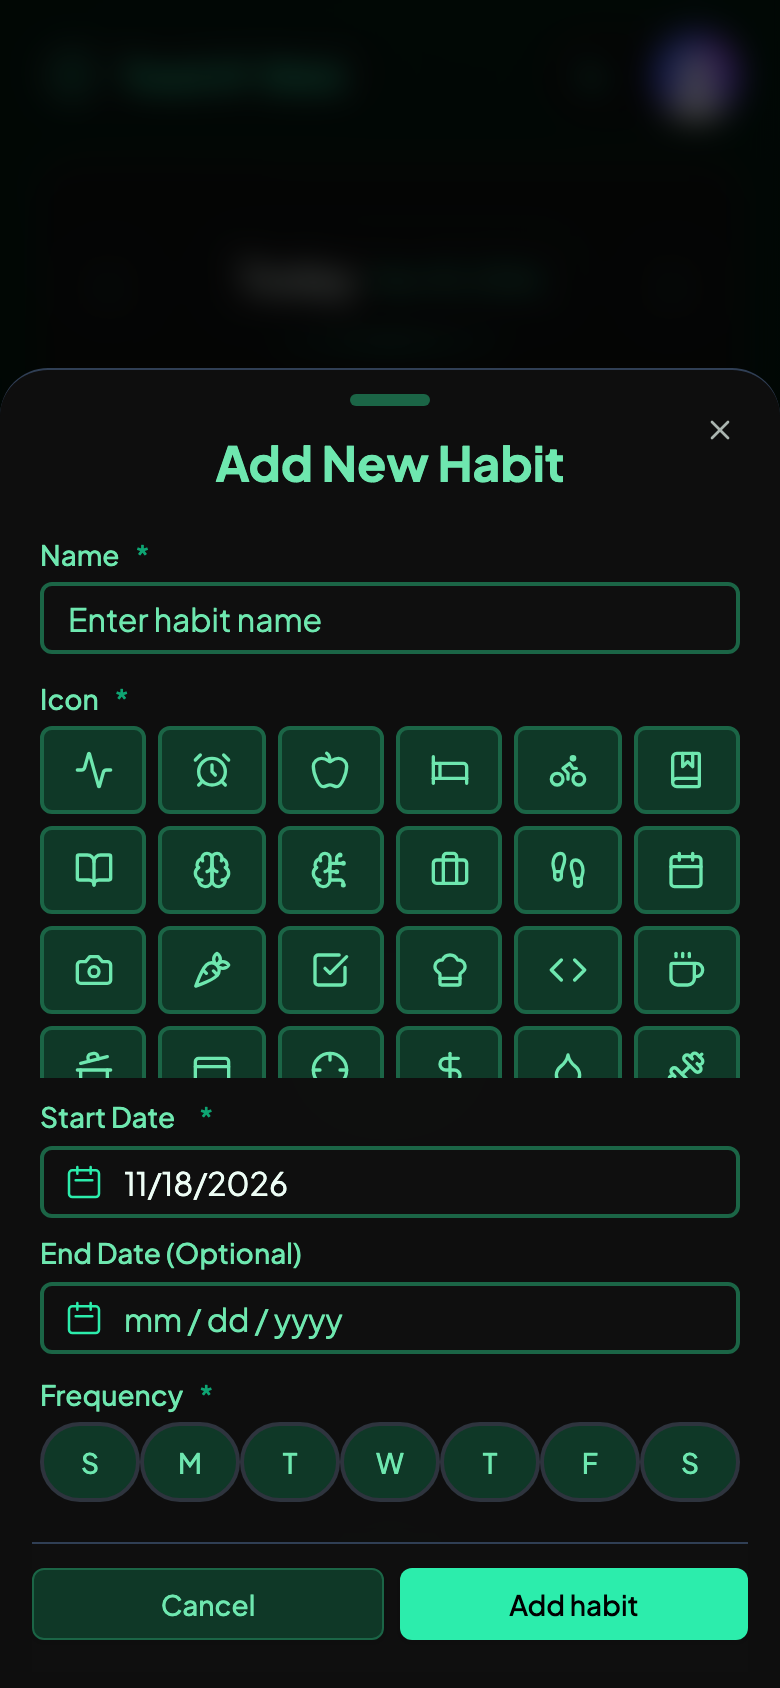 Add New Habit
Name *
Enter habit name
Icon *
Start Date *
11/18/2026
End Date (Optional)
mm / dd / yyyy
Frequency *
S M T W T F S
Cancel Add habit